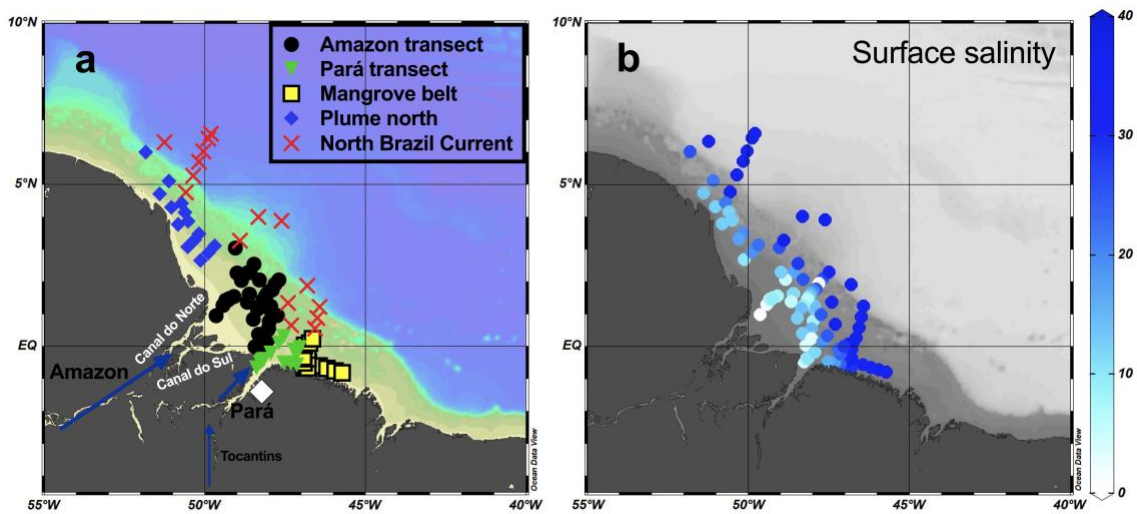 a
Amazon transect
Pará transect
Mangrove belt
Plume north
North Brazil Current
10°N
5°N
EQ
55°W
50°W
45°W
40°W
Canal do Norte
Canal do Sul
Amazon
Pará
Tocantins
Ocean Data View
b
Surface salinity
10°N
5°N
EQ
55°W
50°W
45°W
40°W
Ocean Data View
40
30
20
10
0